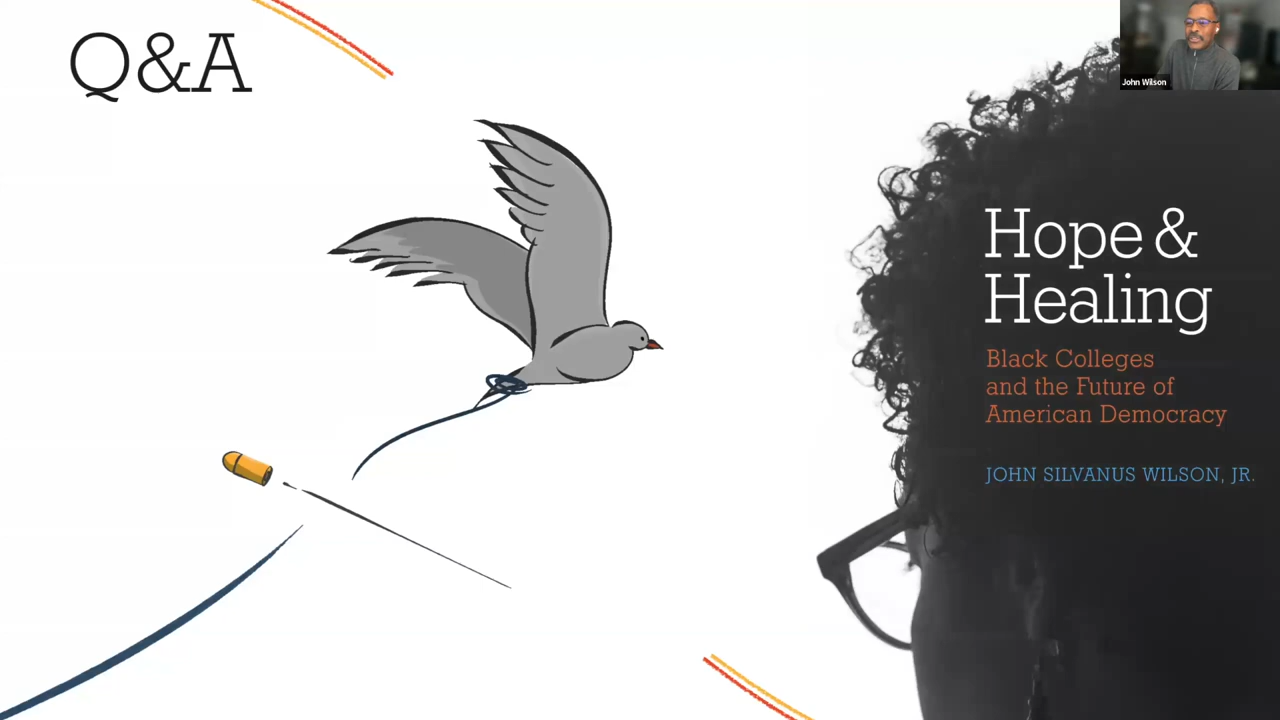 Q&A
John Wilson
Hope &
Healing
Black Colleges
and the Future of
American Democracy
JOHN SILVANUS WILSON, JR.